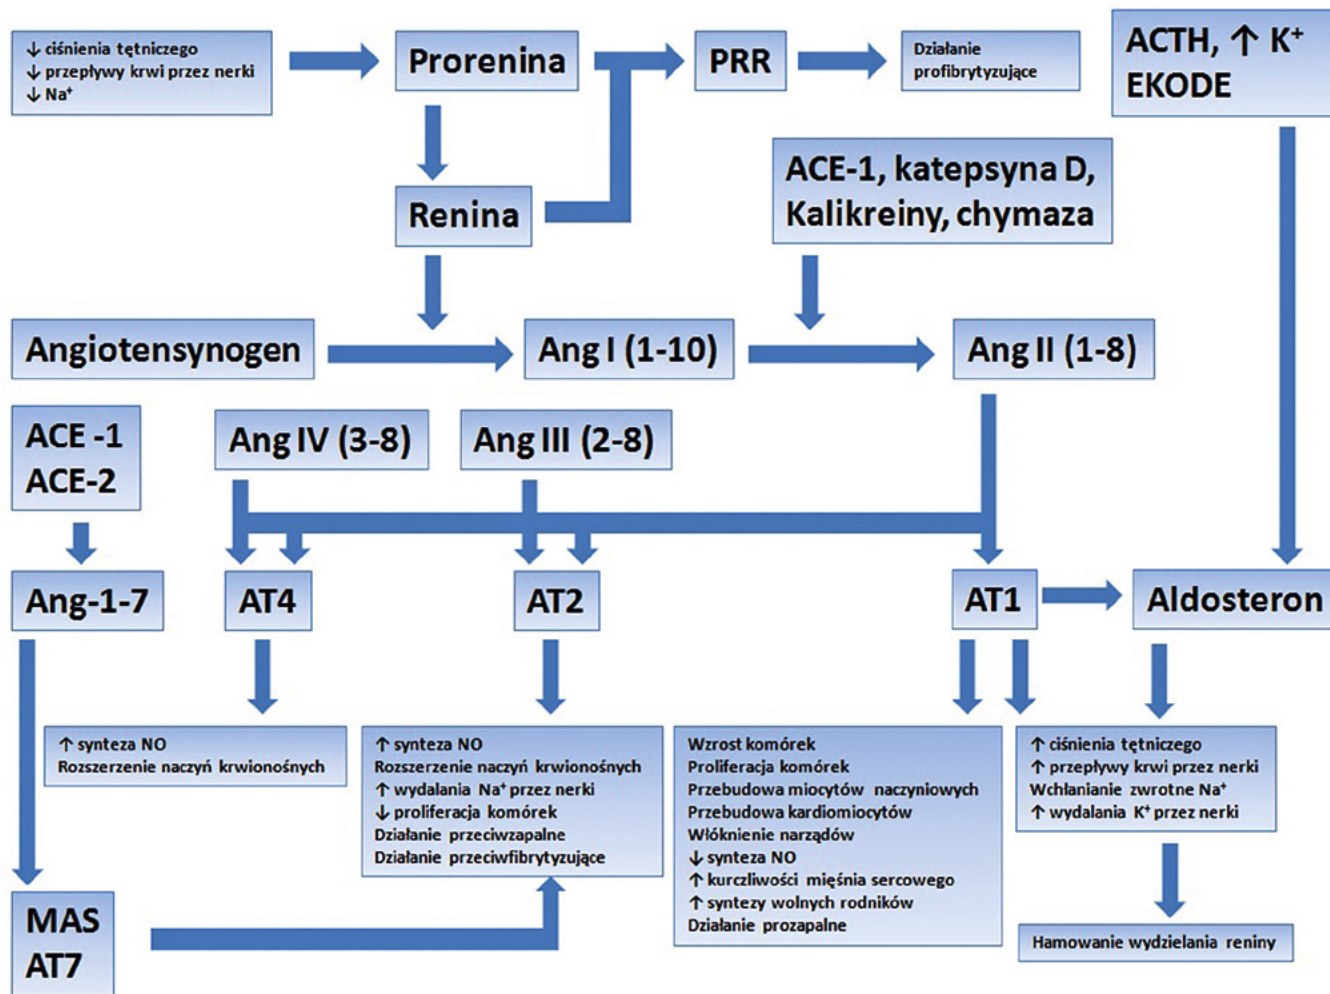 ↓ ciśnienia tętniczego
↓ przepływy krwi przez nerki
↓ Na⁺
Prorenina
PRR
Działanie
profibrytyzujące
ACTH, ↑ K⁺
EKODE
Renina
ACE-1, katepsyna D,
Kalikreiny, chymaza
Angiotensynogen
Ang I (1-10)
Ang II (1-8)
ACE -1
ACE-2
Ang IV (3-8)
Ang III (2-8)
Ang-1-7
AT4
AT2
AT1
Aldosteron
↑ synteza NO
Rozszerzenie naczyń krwionośnych
↑ synteza NO
Rozszerzenie naczyń krwionośnych
↑ wydalania Na⁺ przez nerki
↓ proliferacja komórek
Działanie przeciwzapalne
Działanie przeciwfibrytyzujące
Wzrost komórek
Proliferacja komórek
Przebudowa miocytów naczyniowych
Przebudowa kardiomiocytów
Włóknienie narządów
↓ synteza NO
↑ kurczliwości mięśnia sercowego
↑ syntezy wolnych rodników
Działanie prozapalne
↑ ciśnienia tętniczego
↑ przepływy krwi przez nerki
Wchłanianie zwrotne Na⁺
↑ wydalania K⁺ przez nerki
MAS
AT7
Hamowanie wydzielania reniny